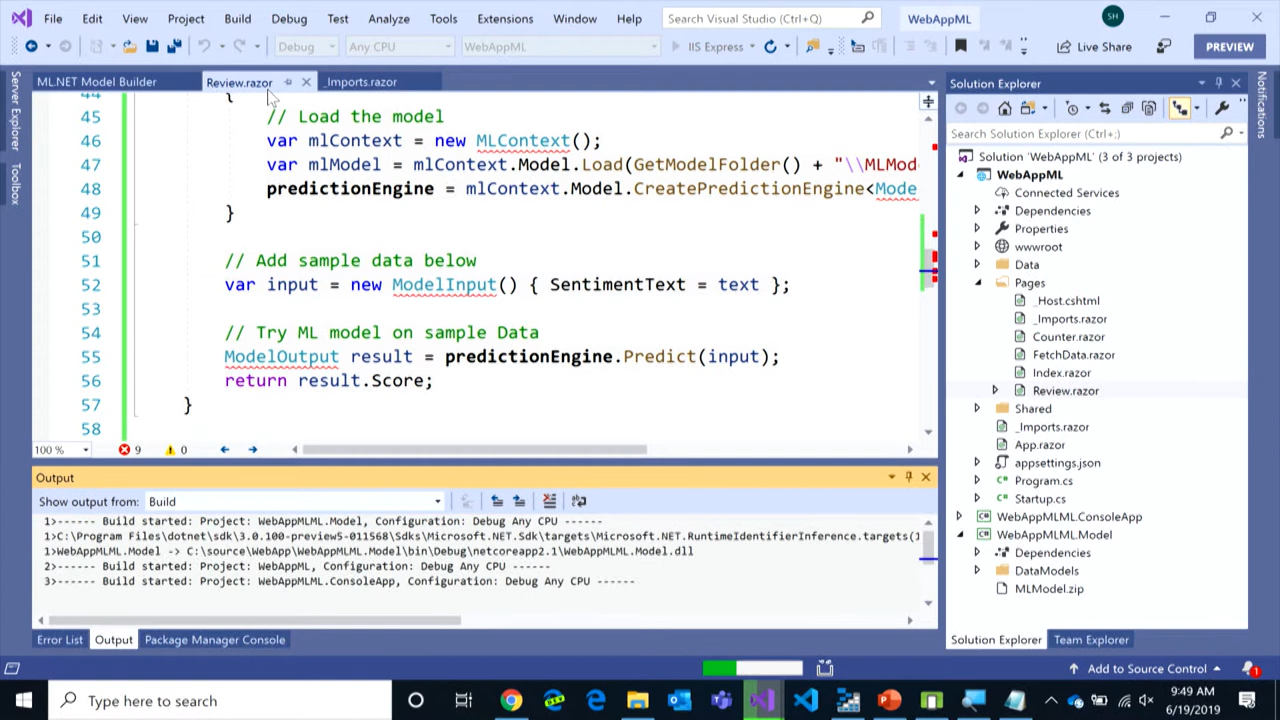 File Edit View Project Build Debug Test Analyze Tools Extensions Window Help Search Visual Studio (Ctrl+Q) WebAppML SH
Debug Any CPU WebAppML IIS Express Live Share PREVIEW
Server Explorer
Toolbox
ML.NET Model Builder Review.razor _Imports.razor
44 {
45 // Load the model
46 var mlContext = new MLContext();
47 var mlModel = mlContext.Model.Load(GetModelFolder() + "\\MLMod
48 predictionEngine = mlContext.Model.CreatePredictionEngine<Mode
49 }
50
51 // Add sample data below
52 var input = new ModelInput() { SentimentText = text };
53
54 // Try ML model on sample Data
55 ModelOutput result = predictionEngine.Predict(input);
56 return result.Score;
57 }
58
100 % 9 0
Output
Show output from: Build
1>------ Build started: Project: WebAppMLML.Model, Configuration: Debug Any CPU ------
1>C:\Program Files\dotnet\sdk\3.0.100-preview5-011568\Sdks\Microsoft.NET.Sdk\targets\Microsoft.NET.RuntimeIdentifierInference.targets(1
1>WebAppMLML.Model -> C:\source\WebApp\WebAppMLML.Model\bin\Debug\netcoreapp2.1\WebAppMLML.Model.dll
2>------ Build started: Project: WebAppML, Configuration: Debug Any CPU ------
3>------ Build started: Project: WebAppMLML.ConsoleApp, Configuration: Debug Any CPU ------
Error List Output Package Manager Console
Solution Explorer
Search Solution Explorer (Ctrl+;)
Solution 'WebAppML' (3 of 3 projects)
WebAppML
Connected Services
Dependencies
Properties
wwwroot
Data
Pages
_Host.cshtml
_Imports.razor
Counter.razor
FetchData.razor
Index.razor
Review.razor
Shared
_Imports.razor
App.razor
appsettings.json
C# Program.cs
C# Startup.cs
C# WebAppMLML.ConsoleApp
C# WebAppMLML.Model
Dependencies
DataModels
MLModel.zip
Solution Explorer Team Explorer
Notifications
Add to Source Control 1
Type here to search
9:49 AM
6/19/2019